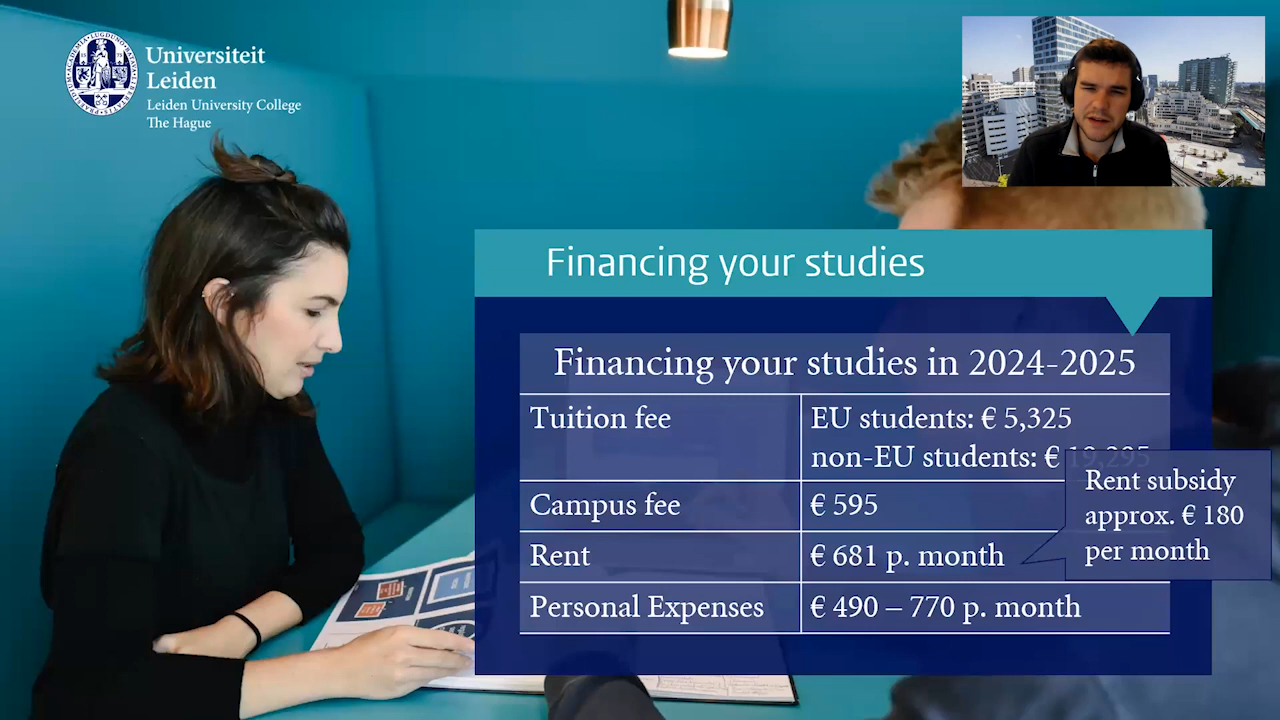 Universiteit
Leiden
Leiden University College
The Hague
Financing your studies
Financing your studies in 2024-2025
Tuition fee
EU students: € 5,325
non-EU students: € 19,295
Campus fee
€ 595
Rent
€ 681 p. month
Rent subsidy
approx. € 180
per month
Personal Expenses
€ 490 – 770 p. month